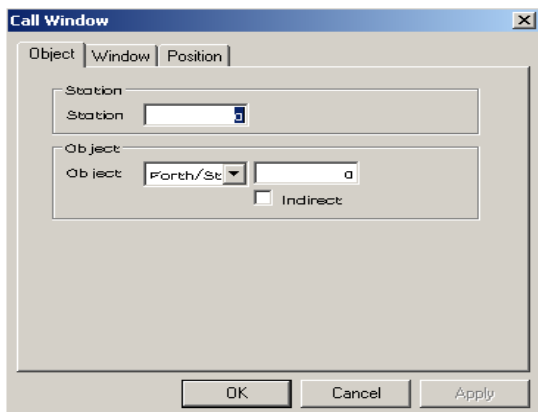 Call Window
Object Window Position
Station
Station 0
Object
Object Forth/St 0
Indirect
OK Cancel Apply